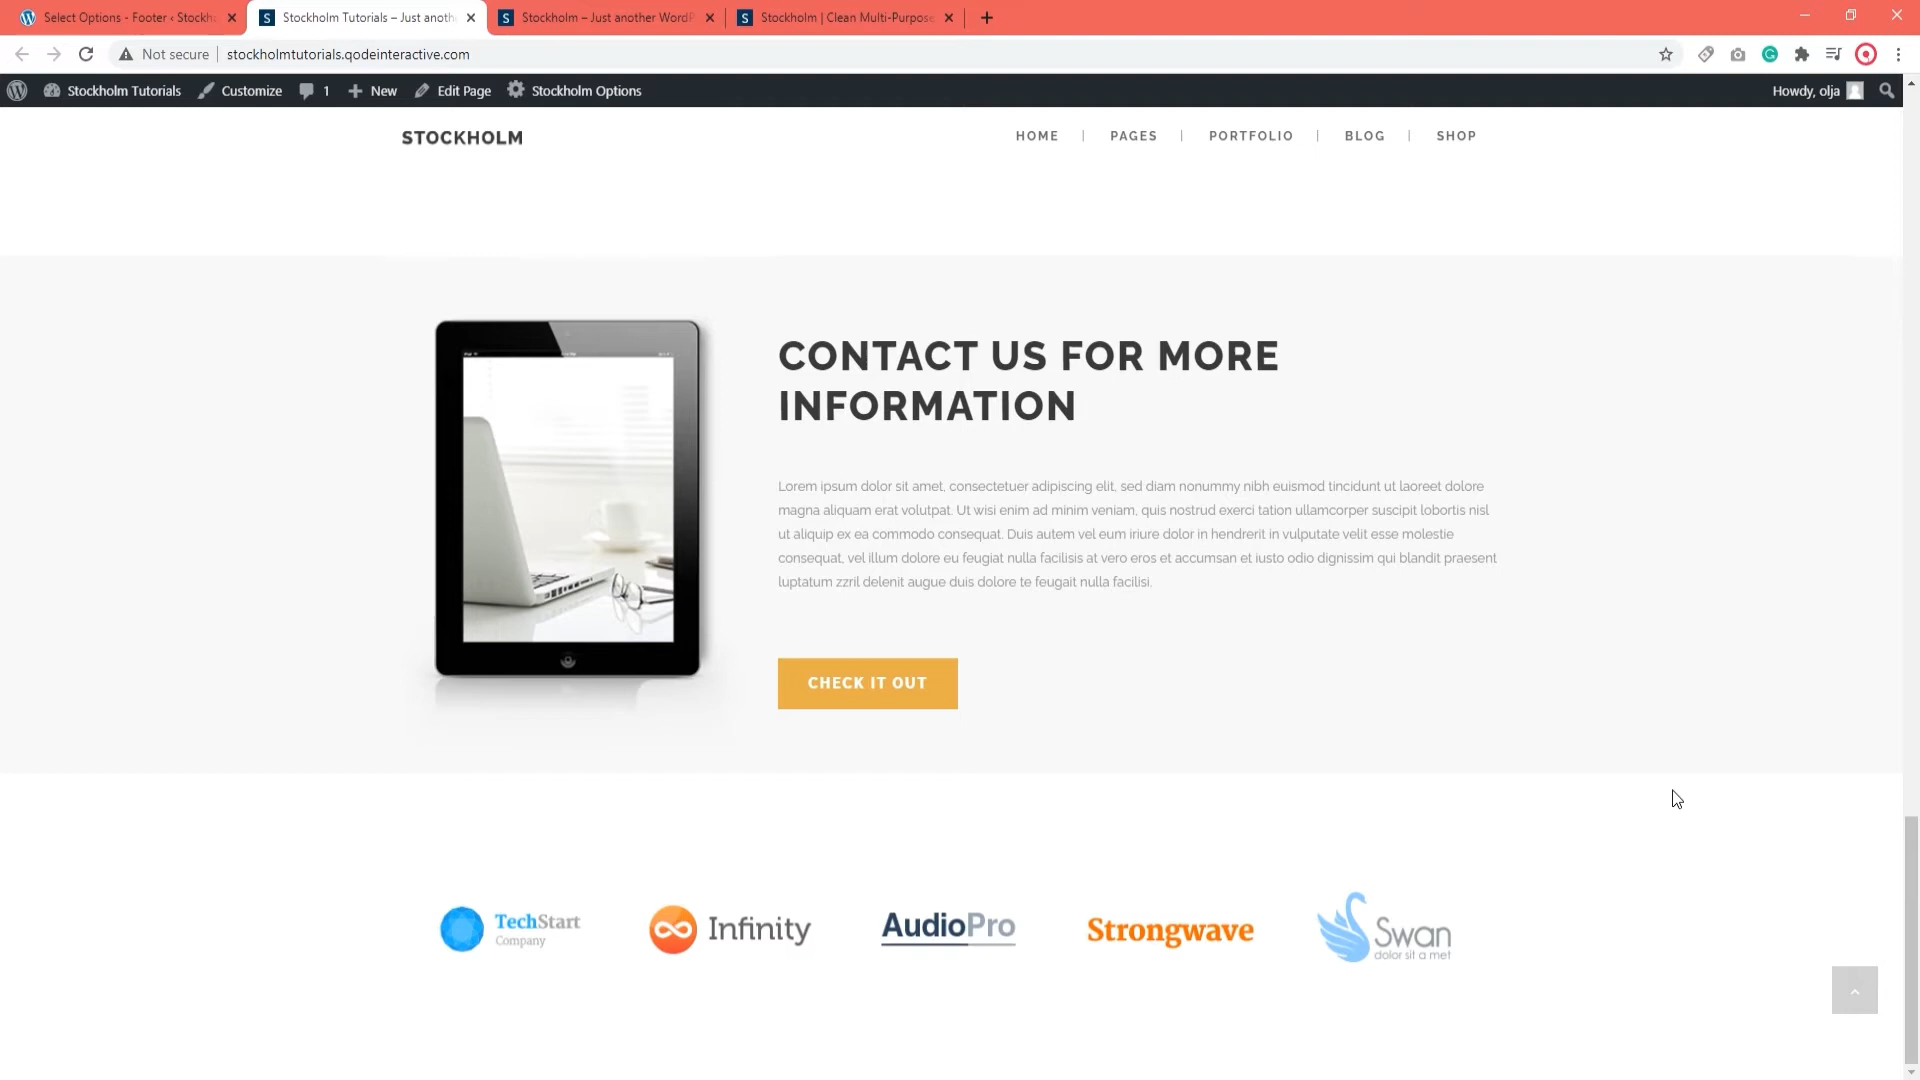 Select Options - Footer ‹ Stockh
Stockholm Tutorials – Just anoth
Stockholm – Just another WordP
Stockholm | Clean Multi-Purpose
Not secure
stockholmtutorials.qodeinteractive.com
Stockholm Tutorials
Customize
1
New
Edit Page
Stockholm Options
Howdy, olja
STOCKHOLM
HOME | PAGES | PORTFOLIO | BLOG | SHOP
CONTACT US FOR MORE
INFORMATION
Lorem ipsum dolor sit amet, consectetuer adipiscing elit, sed diam nonummy nibh euismod tincidunt ut laoreet dolore
magna aliquam erat volutpat. Ut wisi enim ad minim veniam, quis nostrud exerci tation ullamcorper suscipit lobortis nisl
ut aliquip ex ea commodo consequat. Duis autem vel eum iriure dolor in hendrerit in vulputate velit esse molestie
consequat, vel illum dolore eu feugiat nulla facilisis at vero eros et accumsan et iusto odio dignissim qui blandit praesent
luptatum zzril delenit augue duis dolore te feugait nulla facilisi.
CHECK IT OUT
TechStart
Company
Infinity
AudioPro
Strongwave
Swan
dolor sit a met